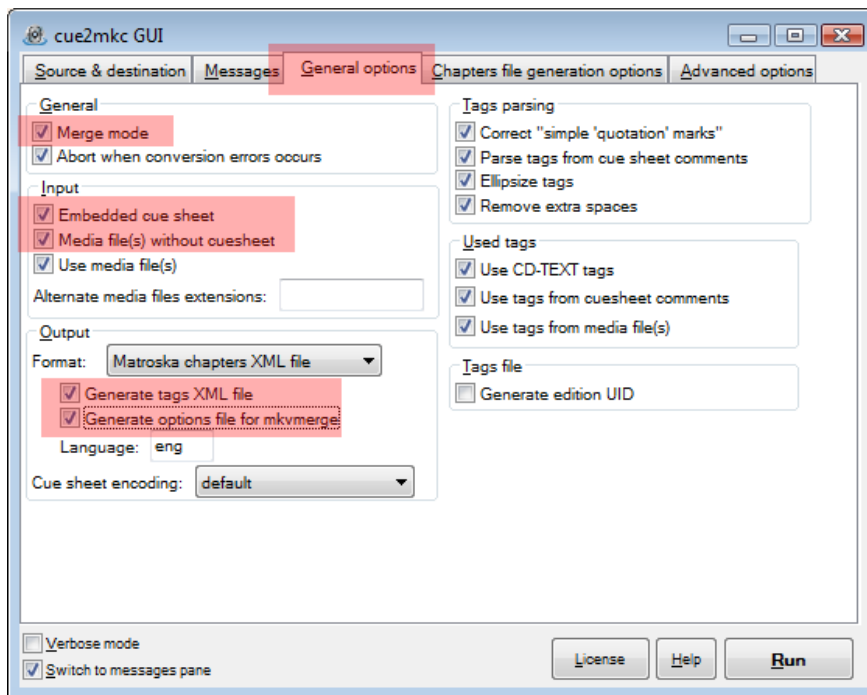 cue2mkc GUI
Source & destination
Messages
General options
Chapters file generation options
Advanced options
General
Merge mode
Abort when conversion errors occurs
Input
Embedded cue sheet
Media file(s) without cuesheet
Use media file(s)
Alternate media files extensions:
Output
Format: Matroska chapters XML file
Generate tags XML file
Generate options file for mkvmerge
Language: eng
Cue sheet encoding: default
Tags parsing
Correct "simple 'quotation' marks"
Parse tags from cue sheet comments
Ellipsize tags
Remove extra spaces
Used tags
Use CD-TEXT tags
Use tags from cuesheet comments
Use tags from media file(s)
Tags file
Generate edition UID
Verbose mode
Switch to messages pane
License
Help
Run